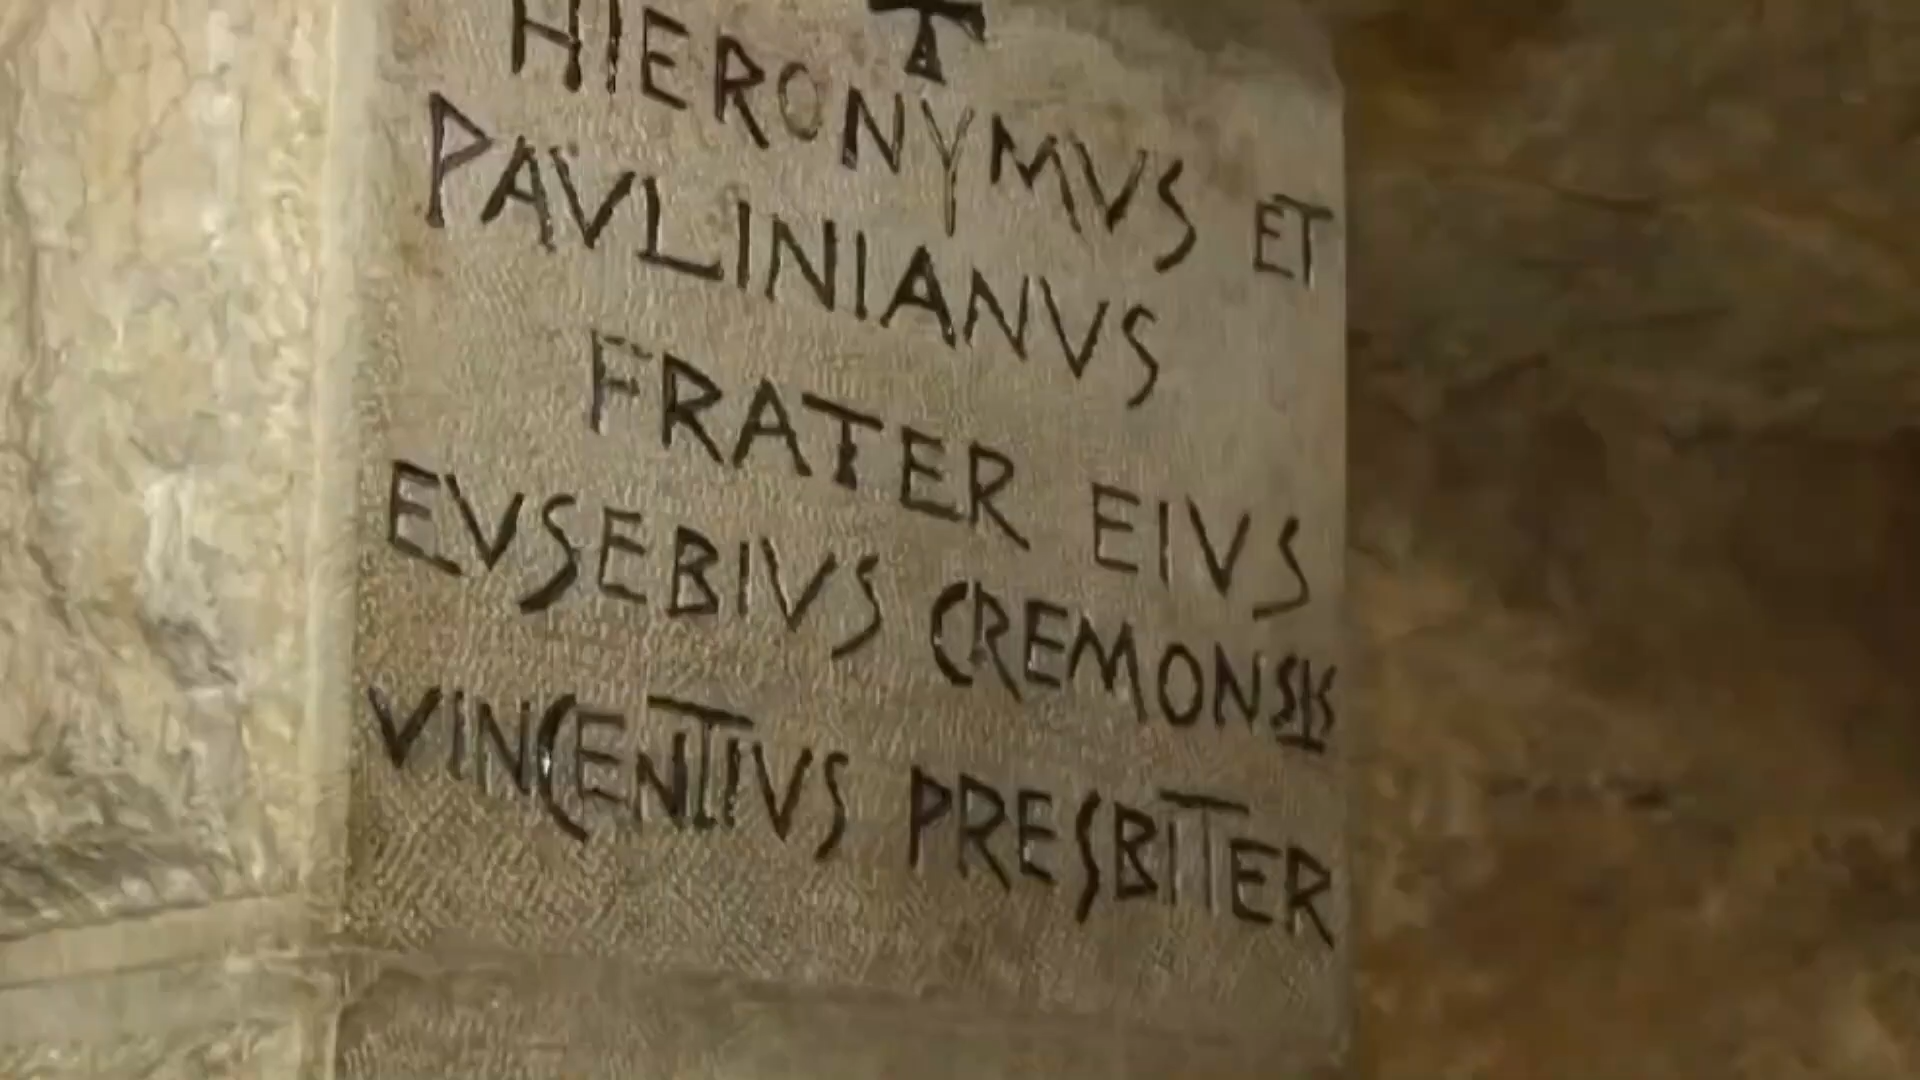 T
HIERONYMVS ET
PAVLINIANVS
FRATER EIVS
EVSEBIVS CREMONSIS
VINCENTIVS PRESBITER